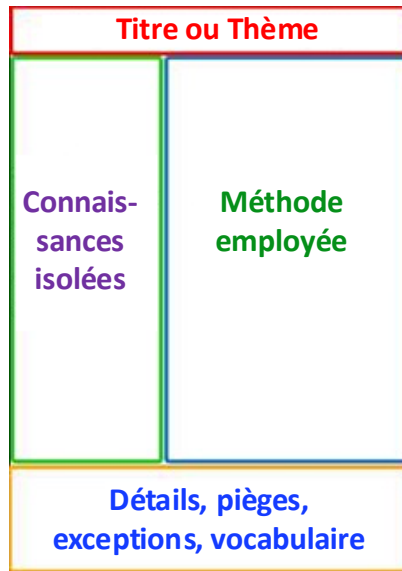 Titre ou Thème
Connais-
sances
isolées
Méthode
employée
Détails, pièges,
exceptions, vocabulaire